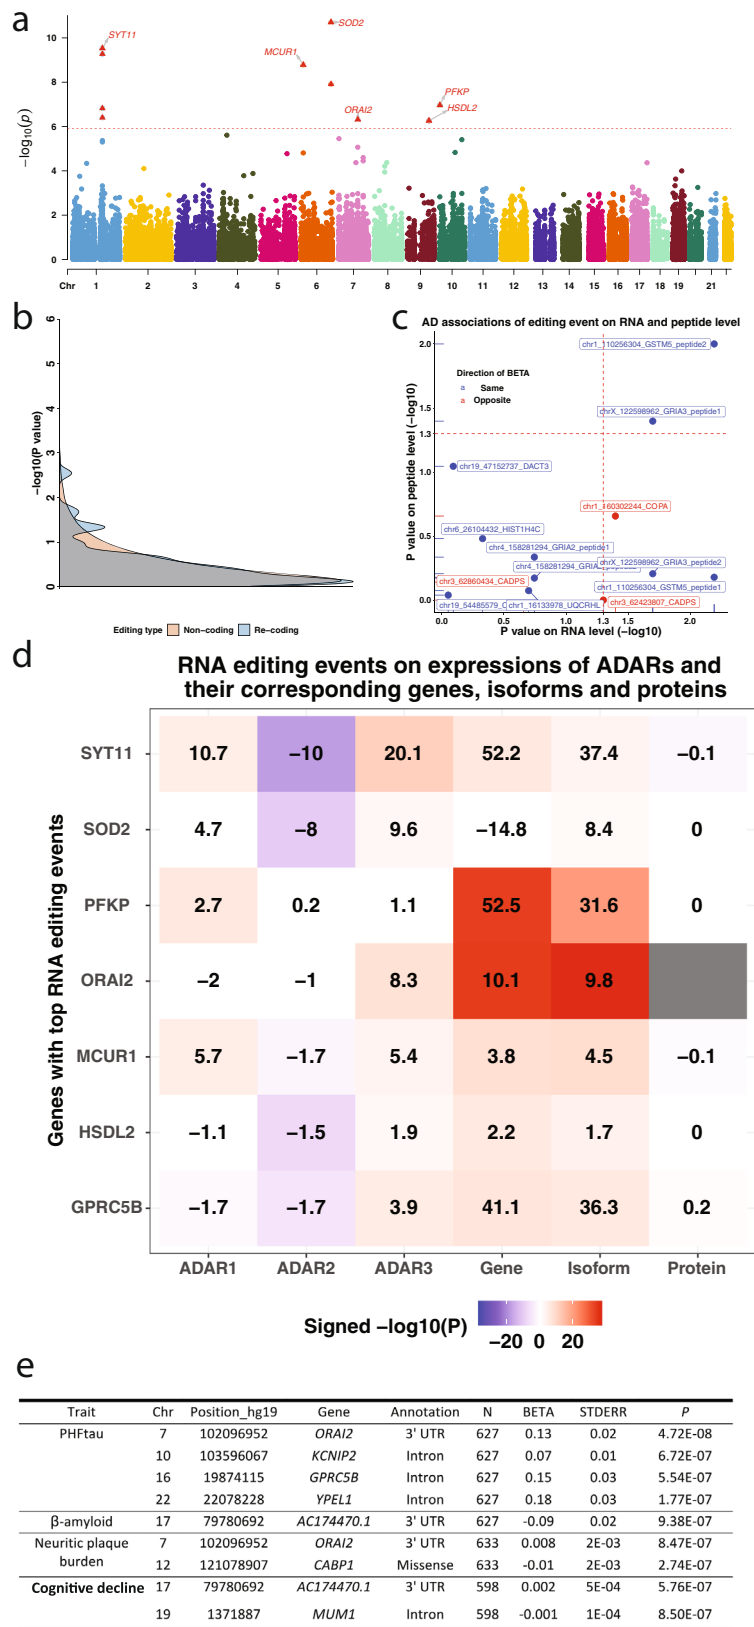 a
SYT11
SOD2
MCUR1
PFKP
ORAI2
HSDL2
−log10(p)
10
8
6
4
2
0
Chr 1 2 3 4 5 6 7 8 9 10 11 12 13 14 15 16 17 18 19 21
b
−log10(P value)
6
5
4
3
2
1
0
Editing type Non−coding Re−coding
c
AD associations of editing event on RNA and peptide level
P value on peptide level (−log10)
2.0
1.5
1.3
1.0
0.5
0.0
Direction of BETA
a Same
a Opposite
chr1_110256304_GSTM5_peptide2
chrX_122598962_GRIA3_peptide1
chr19_47152737_DACT3
chr1_160302244_COPA
chr6_26104432_HIST1H4C
chr4_158281294_GRIA2_peptide1
chr4_158281294_GRIA
chrX_122598962_GRIA3_peptide2
chr3_62860434_CADPS
chr1_110256304_GSTM5_peptide1
chr19_54485579_C
chr1_16133978_UQCRHL
chr3_62423807_CADPS
0.0 0.5 1.0 1.3 1.5 2.0
P value on RNA level (−log10)
d
RNA editing events on expressions of ADARs and
their corresponding genes, isoforms and proteins
Genes with top RNA editing events
SYT11 10.7 −10 20.1 52.2 37.4 −0.1
SOD2 4.7 −8 9.6 −14.8 8.4 0
PFKP 2.7 0.2 1.1 52.5 31.6 0
ORAI2 −2 −1 8.3 10.1 9.8
MCUR1 5.7 −1.7 5.4 3.8 4.5 −0.1
HSDL2 −1.1 −1.5 1.9 2.2 1.7 0
GPRC5B −1.7 −1.7 3.9 41.1 36.3 0.2
ADAR1 ADAR2 ADAR3 Gene Isoform Protein
Signed −log10(P)
−20 0 20
e
Trait Chr Position_hg19 Gene Annotation N BETA STDERR P
PHFtau 7 102096952 ORAI2 3' UTR 627 0.13 0.02 4.72E-08
10 103596067 KCNIP2 Intron 627 0.07 0.01 6.72E-07
16 19874115 GPRC5B Intron 627 0.15 0.03 5.54E-07
22 22078228 YPEL1 Intron 627 0.18 0.03 1.77E-07
β-amyloid 17 79780692 AC174470.1 3' UTR 627 -0.09 0.02 9.38E-07
Neuritic plaque burden 7 102096952 ORAI2 3' UTR 633 0.008 2E-03 8.47E-07
12 121078907 CABP1 Missense 633 -0.01 2E-03 2.74E-07
Cognitive decline 17 79780692 AC174470.1 3' UTR 598 0.002 5E-04 5.76E-07
19 1371887 MUM1 Intron 598 -0.001 1E-04 8.50E-07